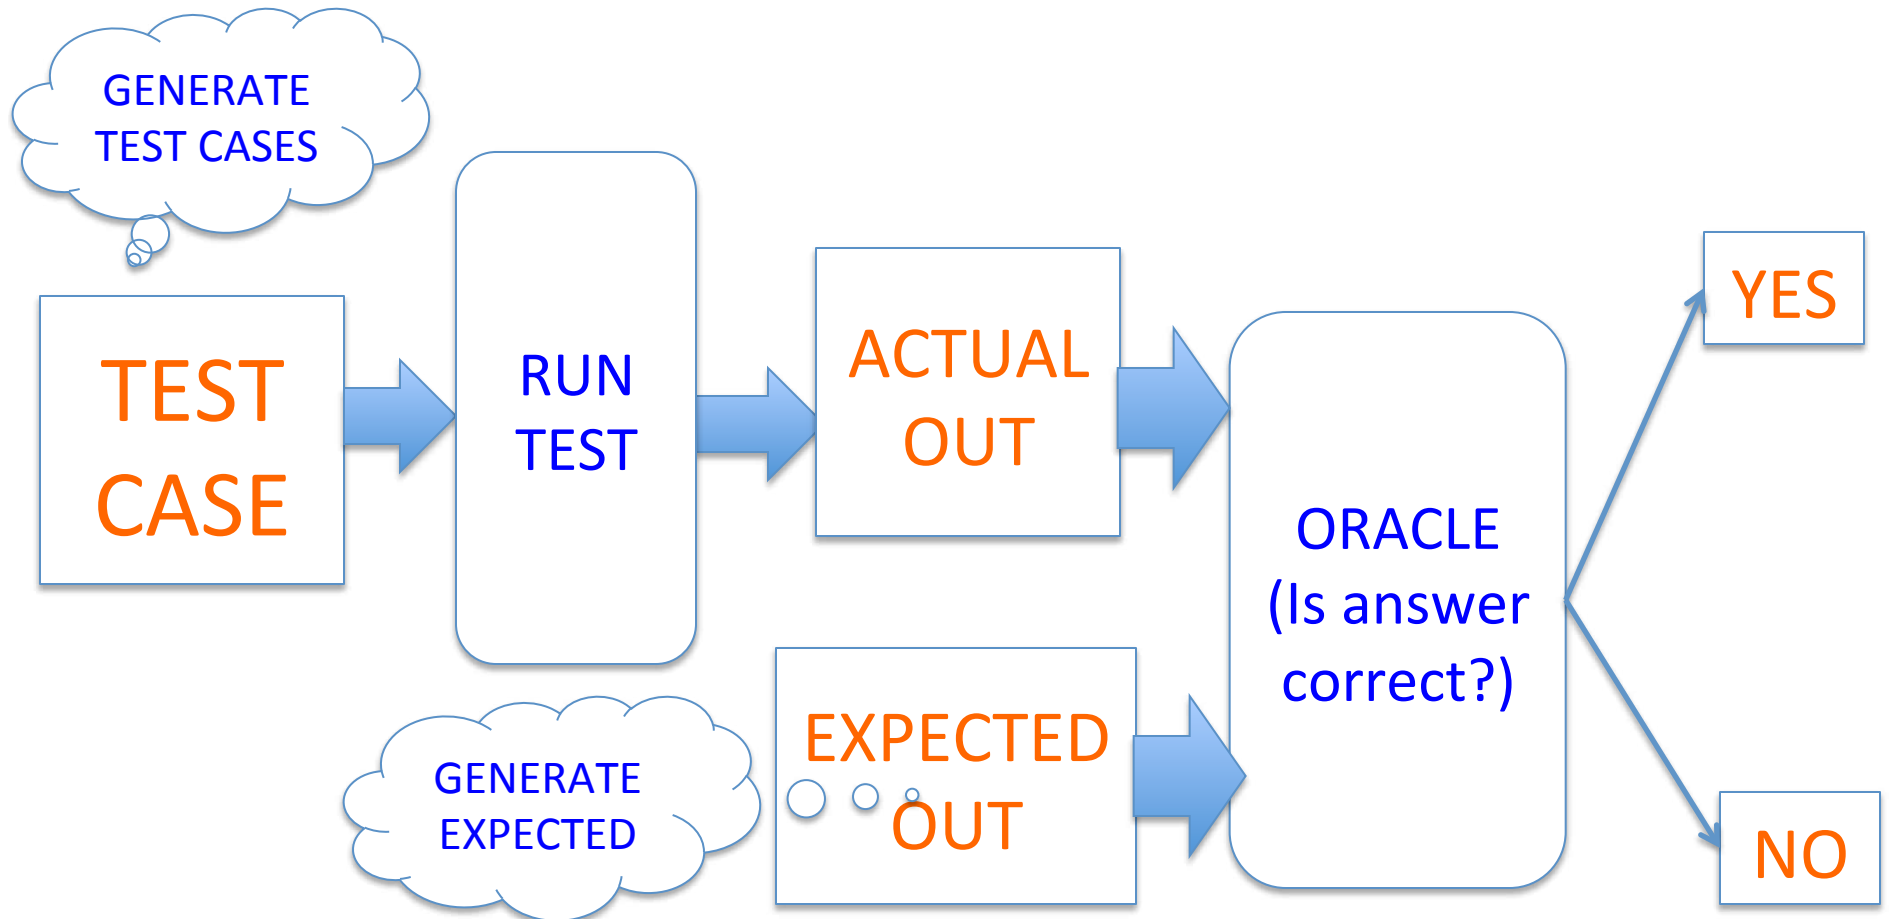 GENERATE
TEST CASES
TEST
CASE
RUN
TEST
ACTUAL
OUT
GENERATE
EXPECTED
EXPECTED
OUT
ORACLE
(Is answer
correct?)
YES
NO